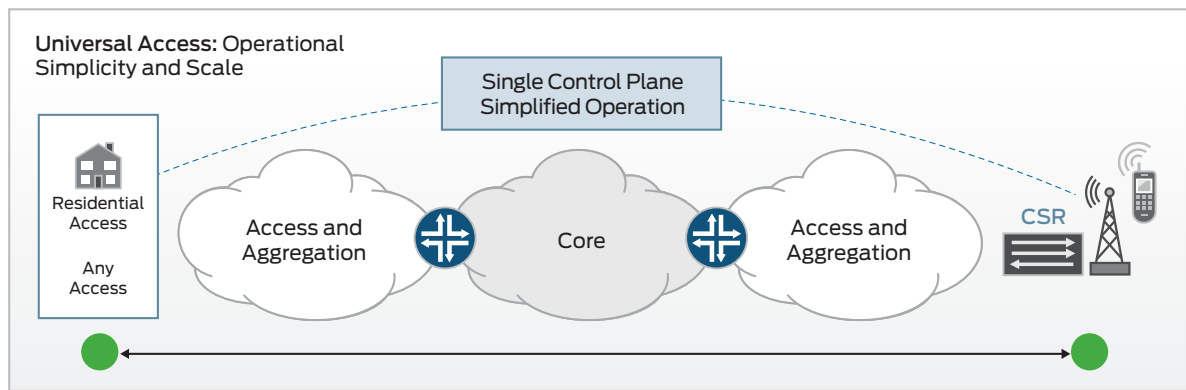 Universal Access: Operational
Simplicity and Scale
Single Control Plane
Simplified Operation
Residential
Access
Any
Access
Access and
Aggregation
Core
Access and
Aggregation
CSR